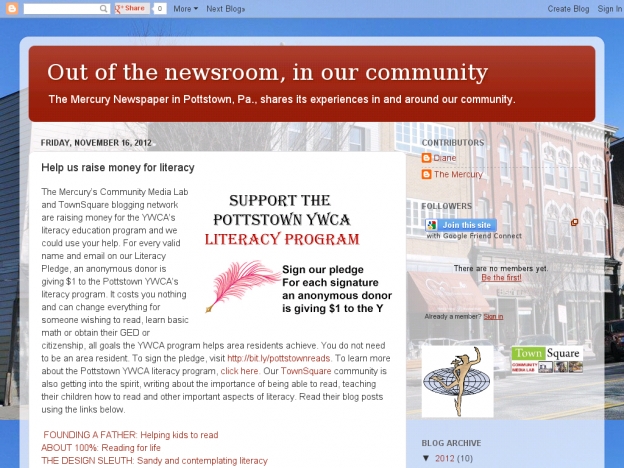 Share 0 More ▾ Next Blog» Create Blog Sign In
Out of the newsroom, in our community
The Mercury Newspaper in Pottstown, Pa., shares its experiences in and around our community.
FRIDAY, NOVEMBER 16, 2012
Help us raise money for literacy
The Mercury's Community Media Lab
and TownSquare blogging network
are raising money for the YWCA's
literacy education program and we
could use your help. For every valid
name and email on our Literacy
Pledge, an anonymous donor is
giving $1 to the Pottstown YWCA's
literacy program. It costs you nothing
and can change everything for
someone wishing to read, learn basic
math or obtain their GED or
citizenship, all goals the YWCA program helps area residents achieve. You do not need
to be an area resident. To sign the pledge, visit http://bit.ly/pottstownreads. To learn more
about the Pottstown YWCA literacy program, click here. Our TownSquare community is
also getting into the spirit, writing about the importance of being able to read, teaching
their children how to read and other important aspects of literacy. Read their blog posts
using the links below.
SUPPORT THE
POTTSTOWN YWCA
LITERACY PROGRAM
Sign our pledge
For each signature
an anonymous donor
is giving $1 to the Y
FOUNDING A FATHER: Helping kids to read
ABOUT 100%: Reading for life
THE DESIGN SLEUTH: Sandy and contemplating literacy
CONTRIBUTORS
Diane
The Mercury
FOLLOWERS
Join this site
with Google Friend Connect
There are no members yet.
Be the first!
Already a member? Sign in
Town Square
COMMUNITY
MEDIA LAB
BLOG ARCHIVE
▼ 2012 (10)